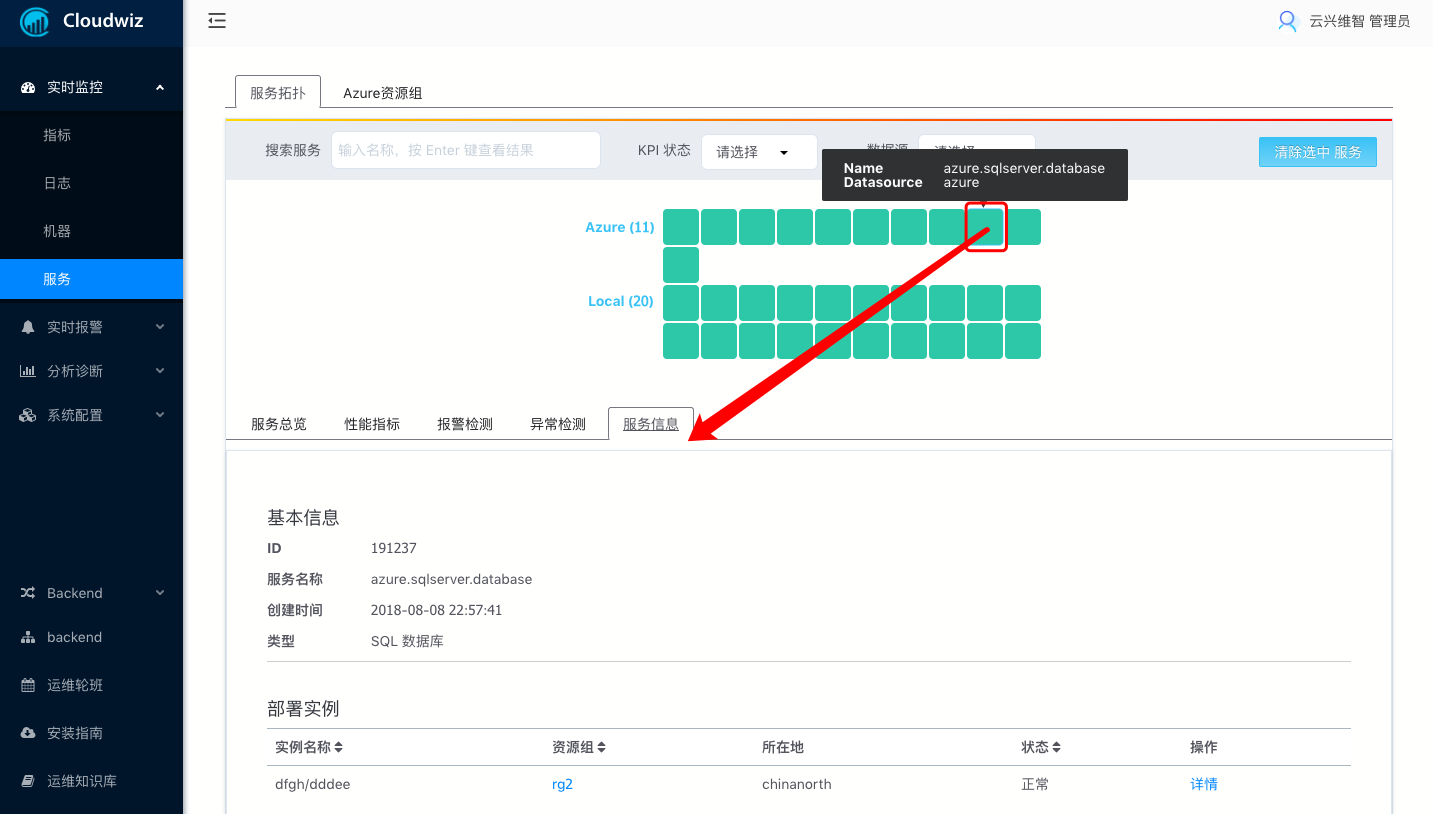 Cloudwiz
云兴维智 管理员
实时监控
指标
日志
机器
服务
实时报警
分析诊断
系统配置
Backend
backend
运维轮班
安装指南
运维知识库
服务拓扑 Azure资源组
搜索服务 输入名称，按 Enter 键查看结果 KPI 状态 请选择 数据源 请选择 清除选中 服务
Name azure.sqlserver.database
Datasource azure
Azure (11)
Local (20)
服务总览 性能指标 报警检测 异常检测 服务信息
基本信息
ID 191237
服务名称 azure.sqlserver.database
创建时间 2018-08-08 22:57:41
类型 SQL 数据库
部署实例
实例名称 资源组 所在地 状态 操作
dfgh/dddee rg2 chinanorth 正常 详情